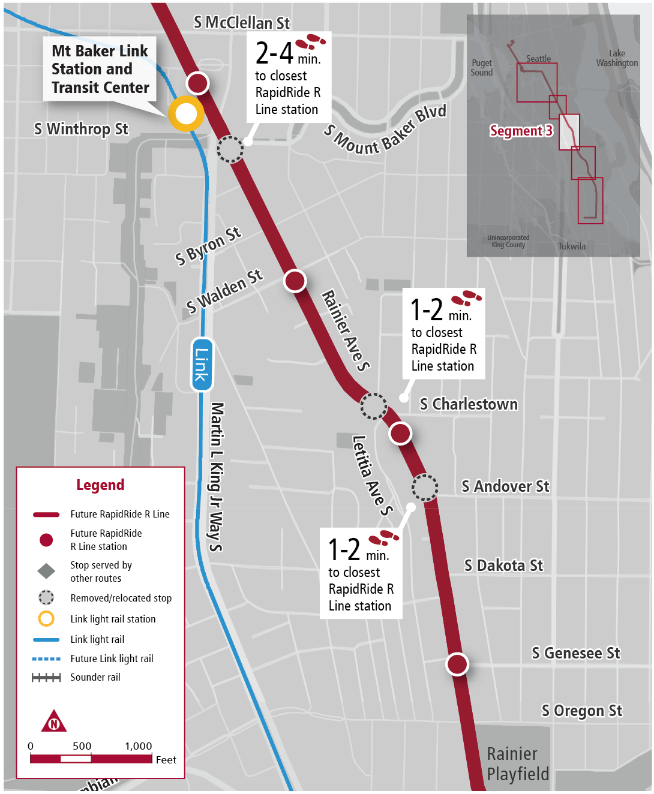 S McClellan St
Mt Baker Link
Station and
Transit Center
2-4 min.
to closest
RapidRide R
Line station
S Winthrop St
S Mount Baker Blvd
Puget
Sound
Seattle
Lake
Washington
Segment 3
Unincorporated
King County
Tukwila
S Byron St
S Walden St
Rainier Ave S
1-2 min.
to closest
RapidRide R
Line station
Link
S Charlestown
Martin L King Jr Way S
Letitia Ave S
S Andover St
1-2 min.
to closest
RapidRide R
Line station
S Dakota St
S Genesee St
S Oregon St
Rainier
Playfield
Legend
Future RapidRide R Line
Future RapidRide
R Line station
Stop served by
other routes
Removed/relocated stop
Link light rail station
Link light rail
Future Link light rail
Sounder rail
N
0 500 1,000
Feet